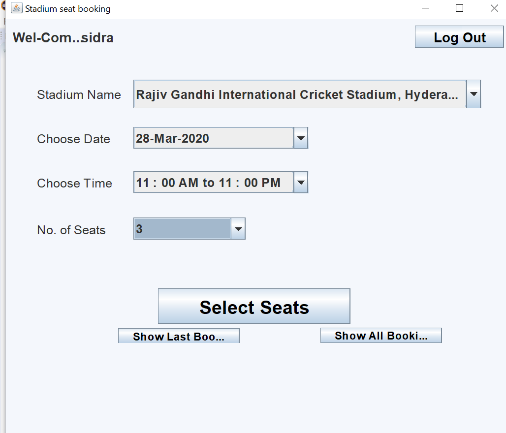 Stadium seat booking
Wel-Com..sidra
Log Out
Stadium Name Rajiv Gandhi International Cricket Stadium, Hydera...
Choose Date 28-Mar-2020
Choose Time 11 : 00 AM to 11 : 00 PM
No. of Seats 3
Select Seats
Show Last Boo... Show All Booki...